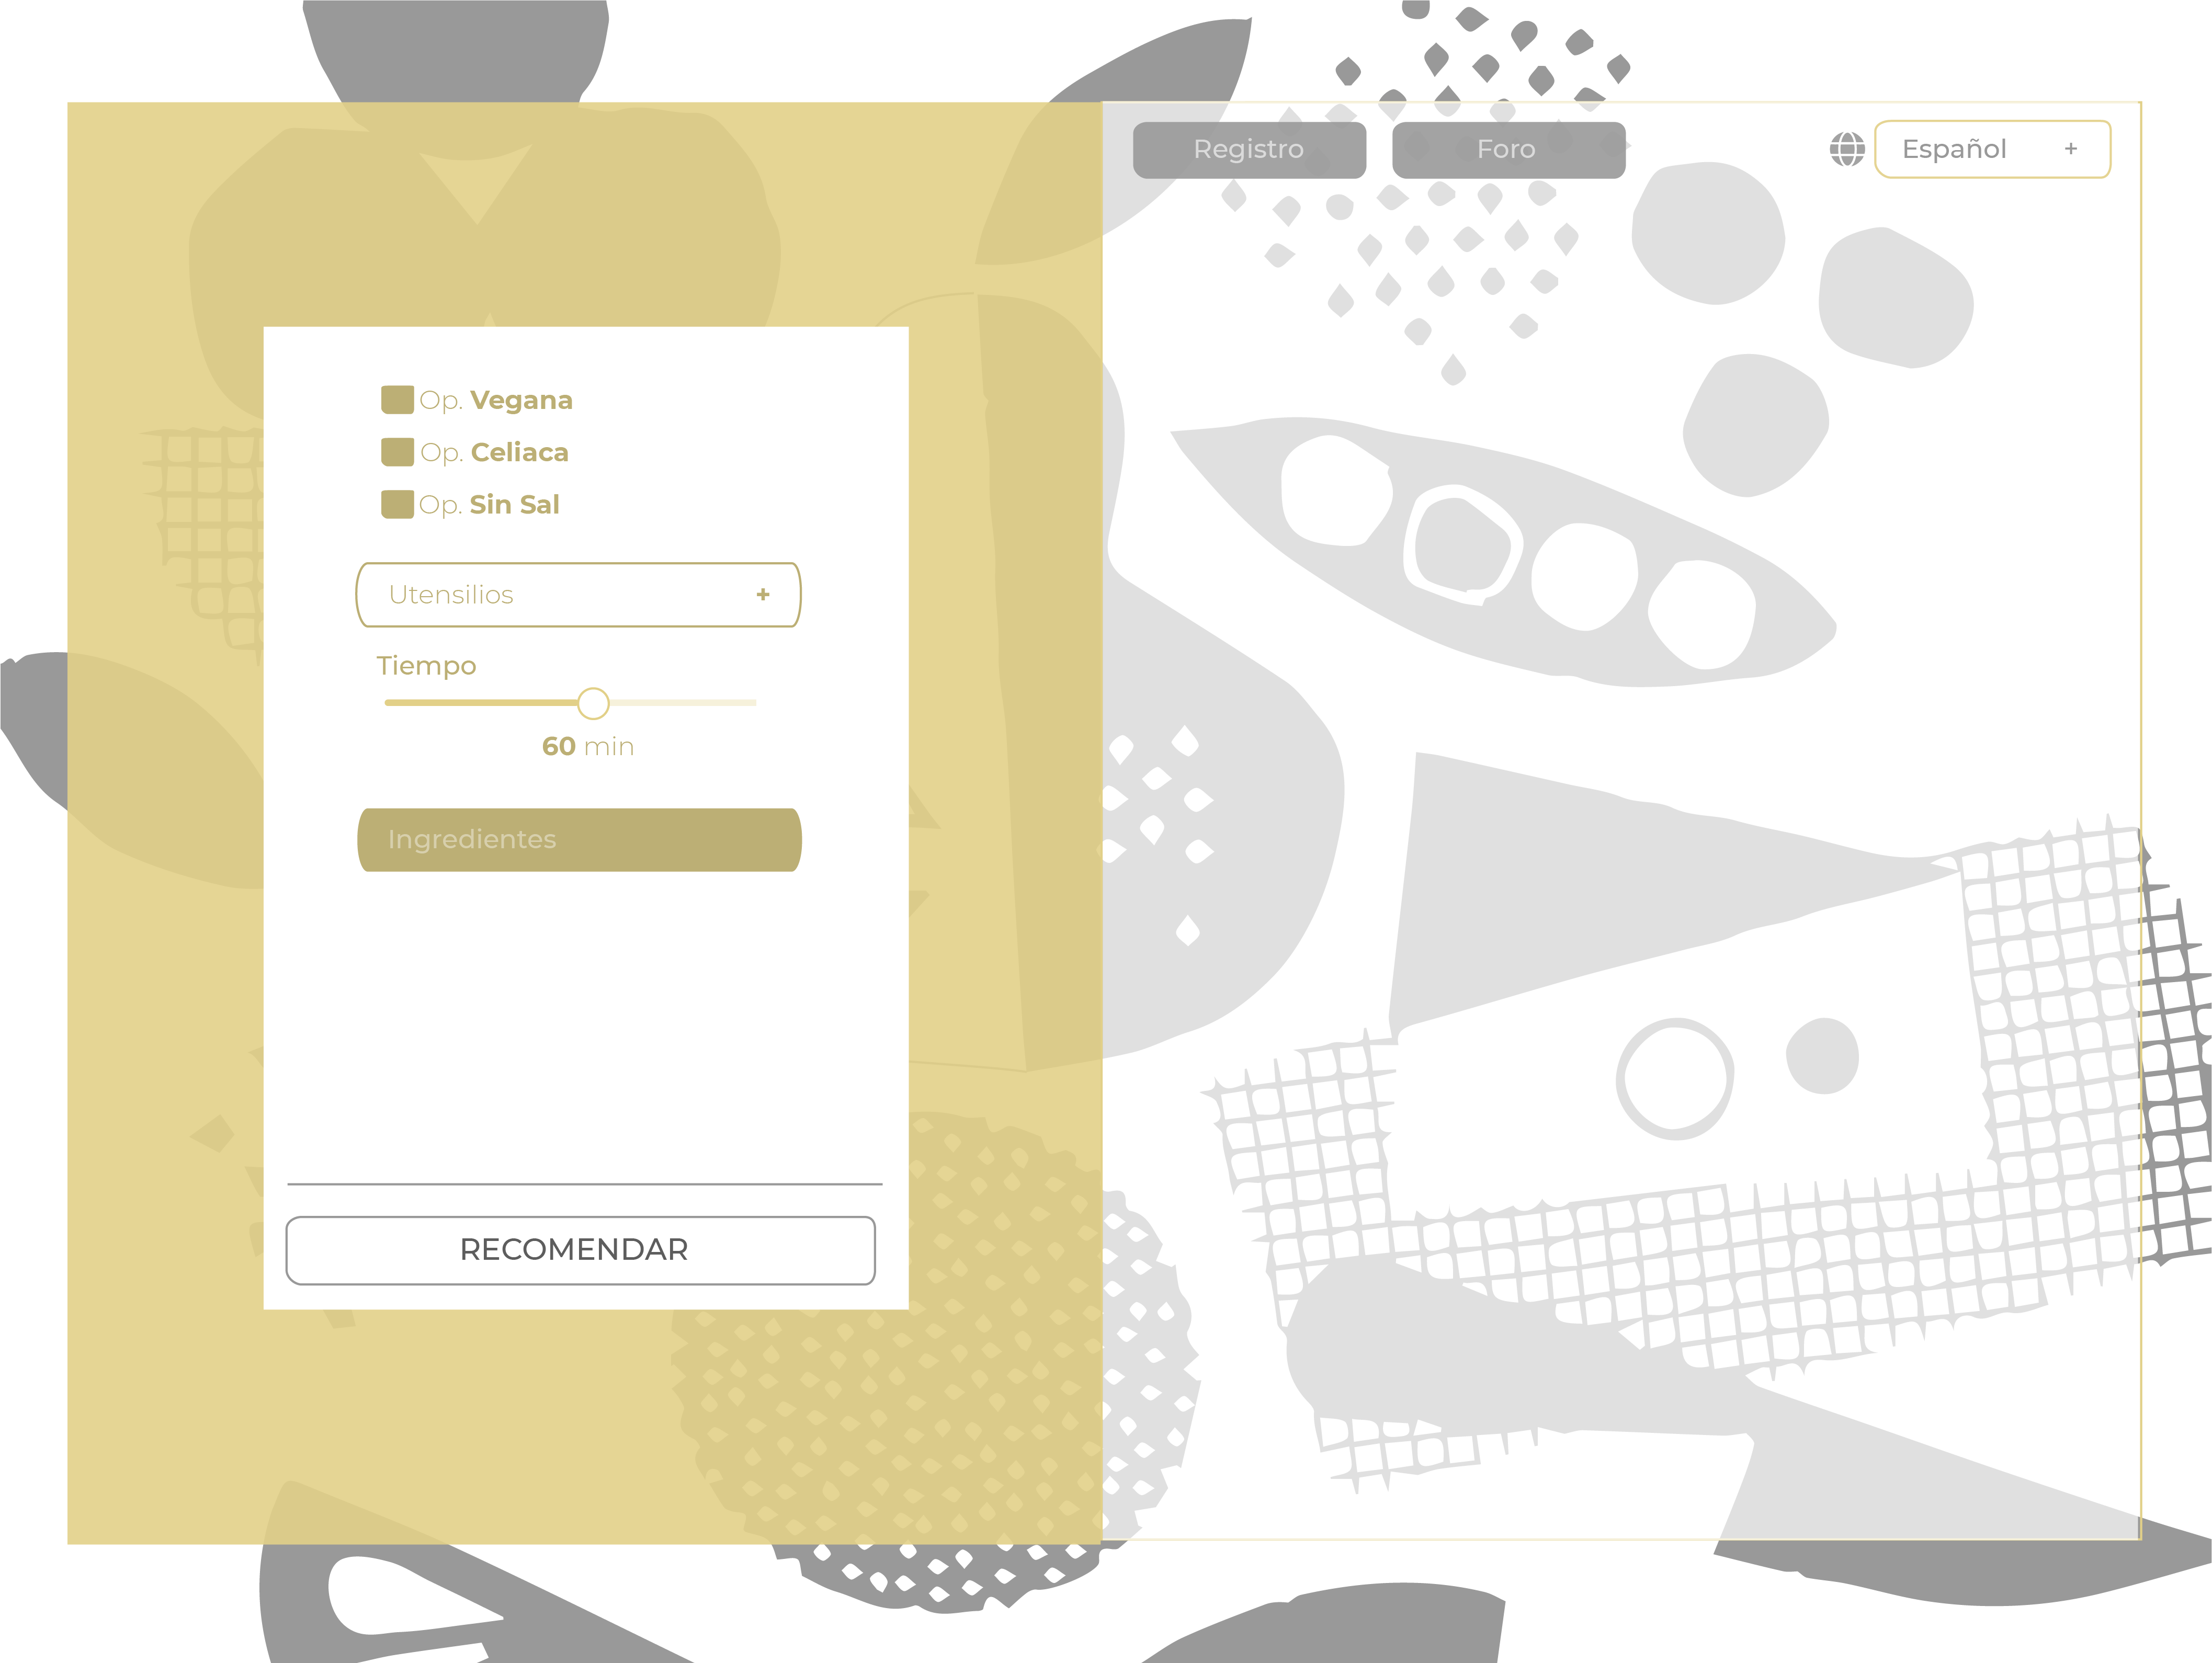 Registro
Foro
Español +
Op. Vegana
Op. Celiaca
Op. Sin Sal
Utensilios +
Tiempo
60 min
Ingredientes
RECOMENDAR